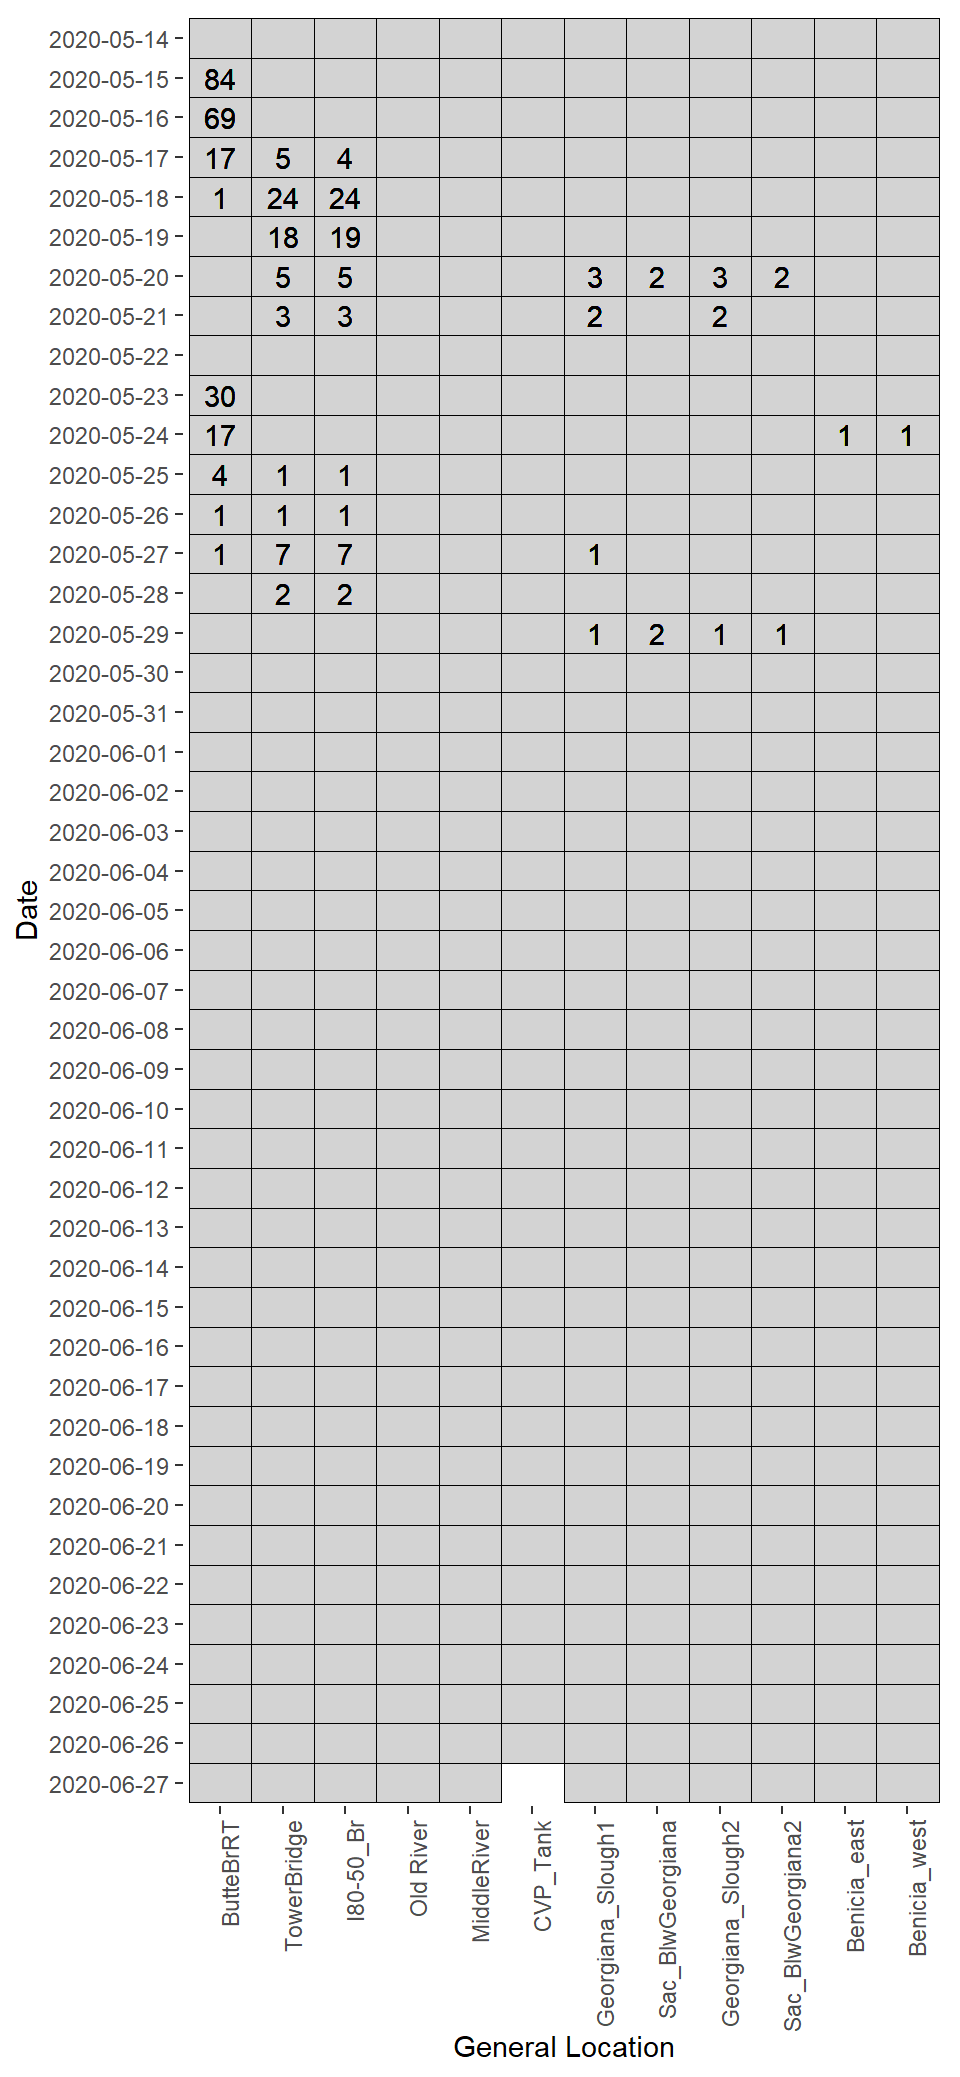 2020-05-14
2020-05-15 84
2020-05-16 69
2020-05-17 17 5 4
2020-05-18 1 24 24
2020-05-19 18 19
2020-05-20 5 5 3 2 3 2
2020-05-21 3 3 2 2
2020-05-22
2020-05-23 30
2020-05-24 17 1 1
2020-05-25 4 1 1
2020-05-26 1 1 1
2020-05-27 1 7 7 1
2020-05-28 2 2
2020-05-29 1 2 1 1
2020-05-30
2020-05-31
2020-06-01
2020-06-02
2020-06-03
2020-06-04
2020-06-05
2020-06-06
2020-06-07
2020-06-08
2020-06-09
2020-06-10
2020-06-11
2020-06-12
2020-06-13
2020-06-14
2020-06-15
2020-06-16
2020-06-17
2020-06-18
2020-06-19
2020-06-20
2020-06-21
2020-06-22
2020-06-23
2020-06-24
2020-06-25
2020-06-26
2020-06-27
Date
ButteBrRT
TowerBridge
I80-50_Br
Old River
MiddleRiver
CVP_Tank
Georgiana_Slough1
Sac_BlwGeorgiana
Georgiana_Slough2
Sac_BlwGeorgiana2
Benicia_east
Benicia_west
General Location